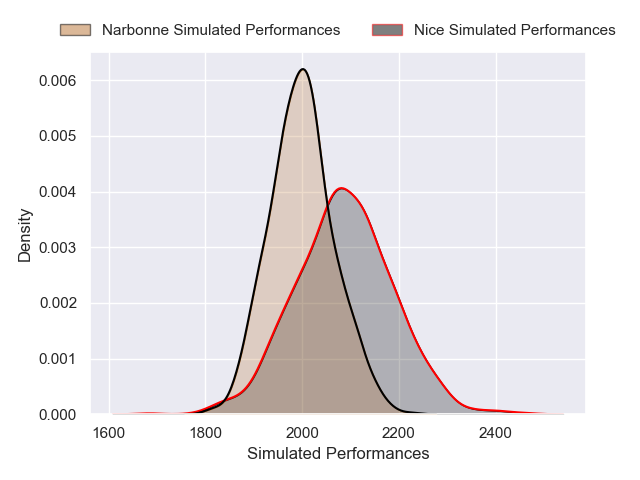 Narbonne Simulated Performances Nice Simulated Performances
0.006
0.005
0.004
0.003
0.002
0.001
0.000
Density
1600 1800 2000 2200 2400
Simulated Performances